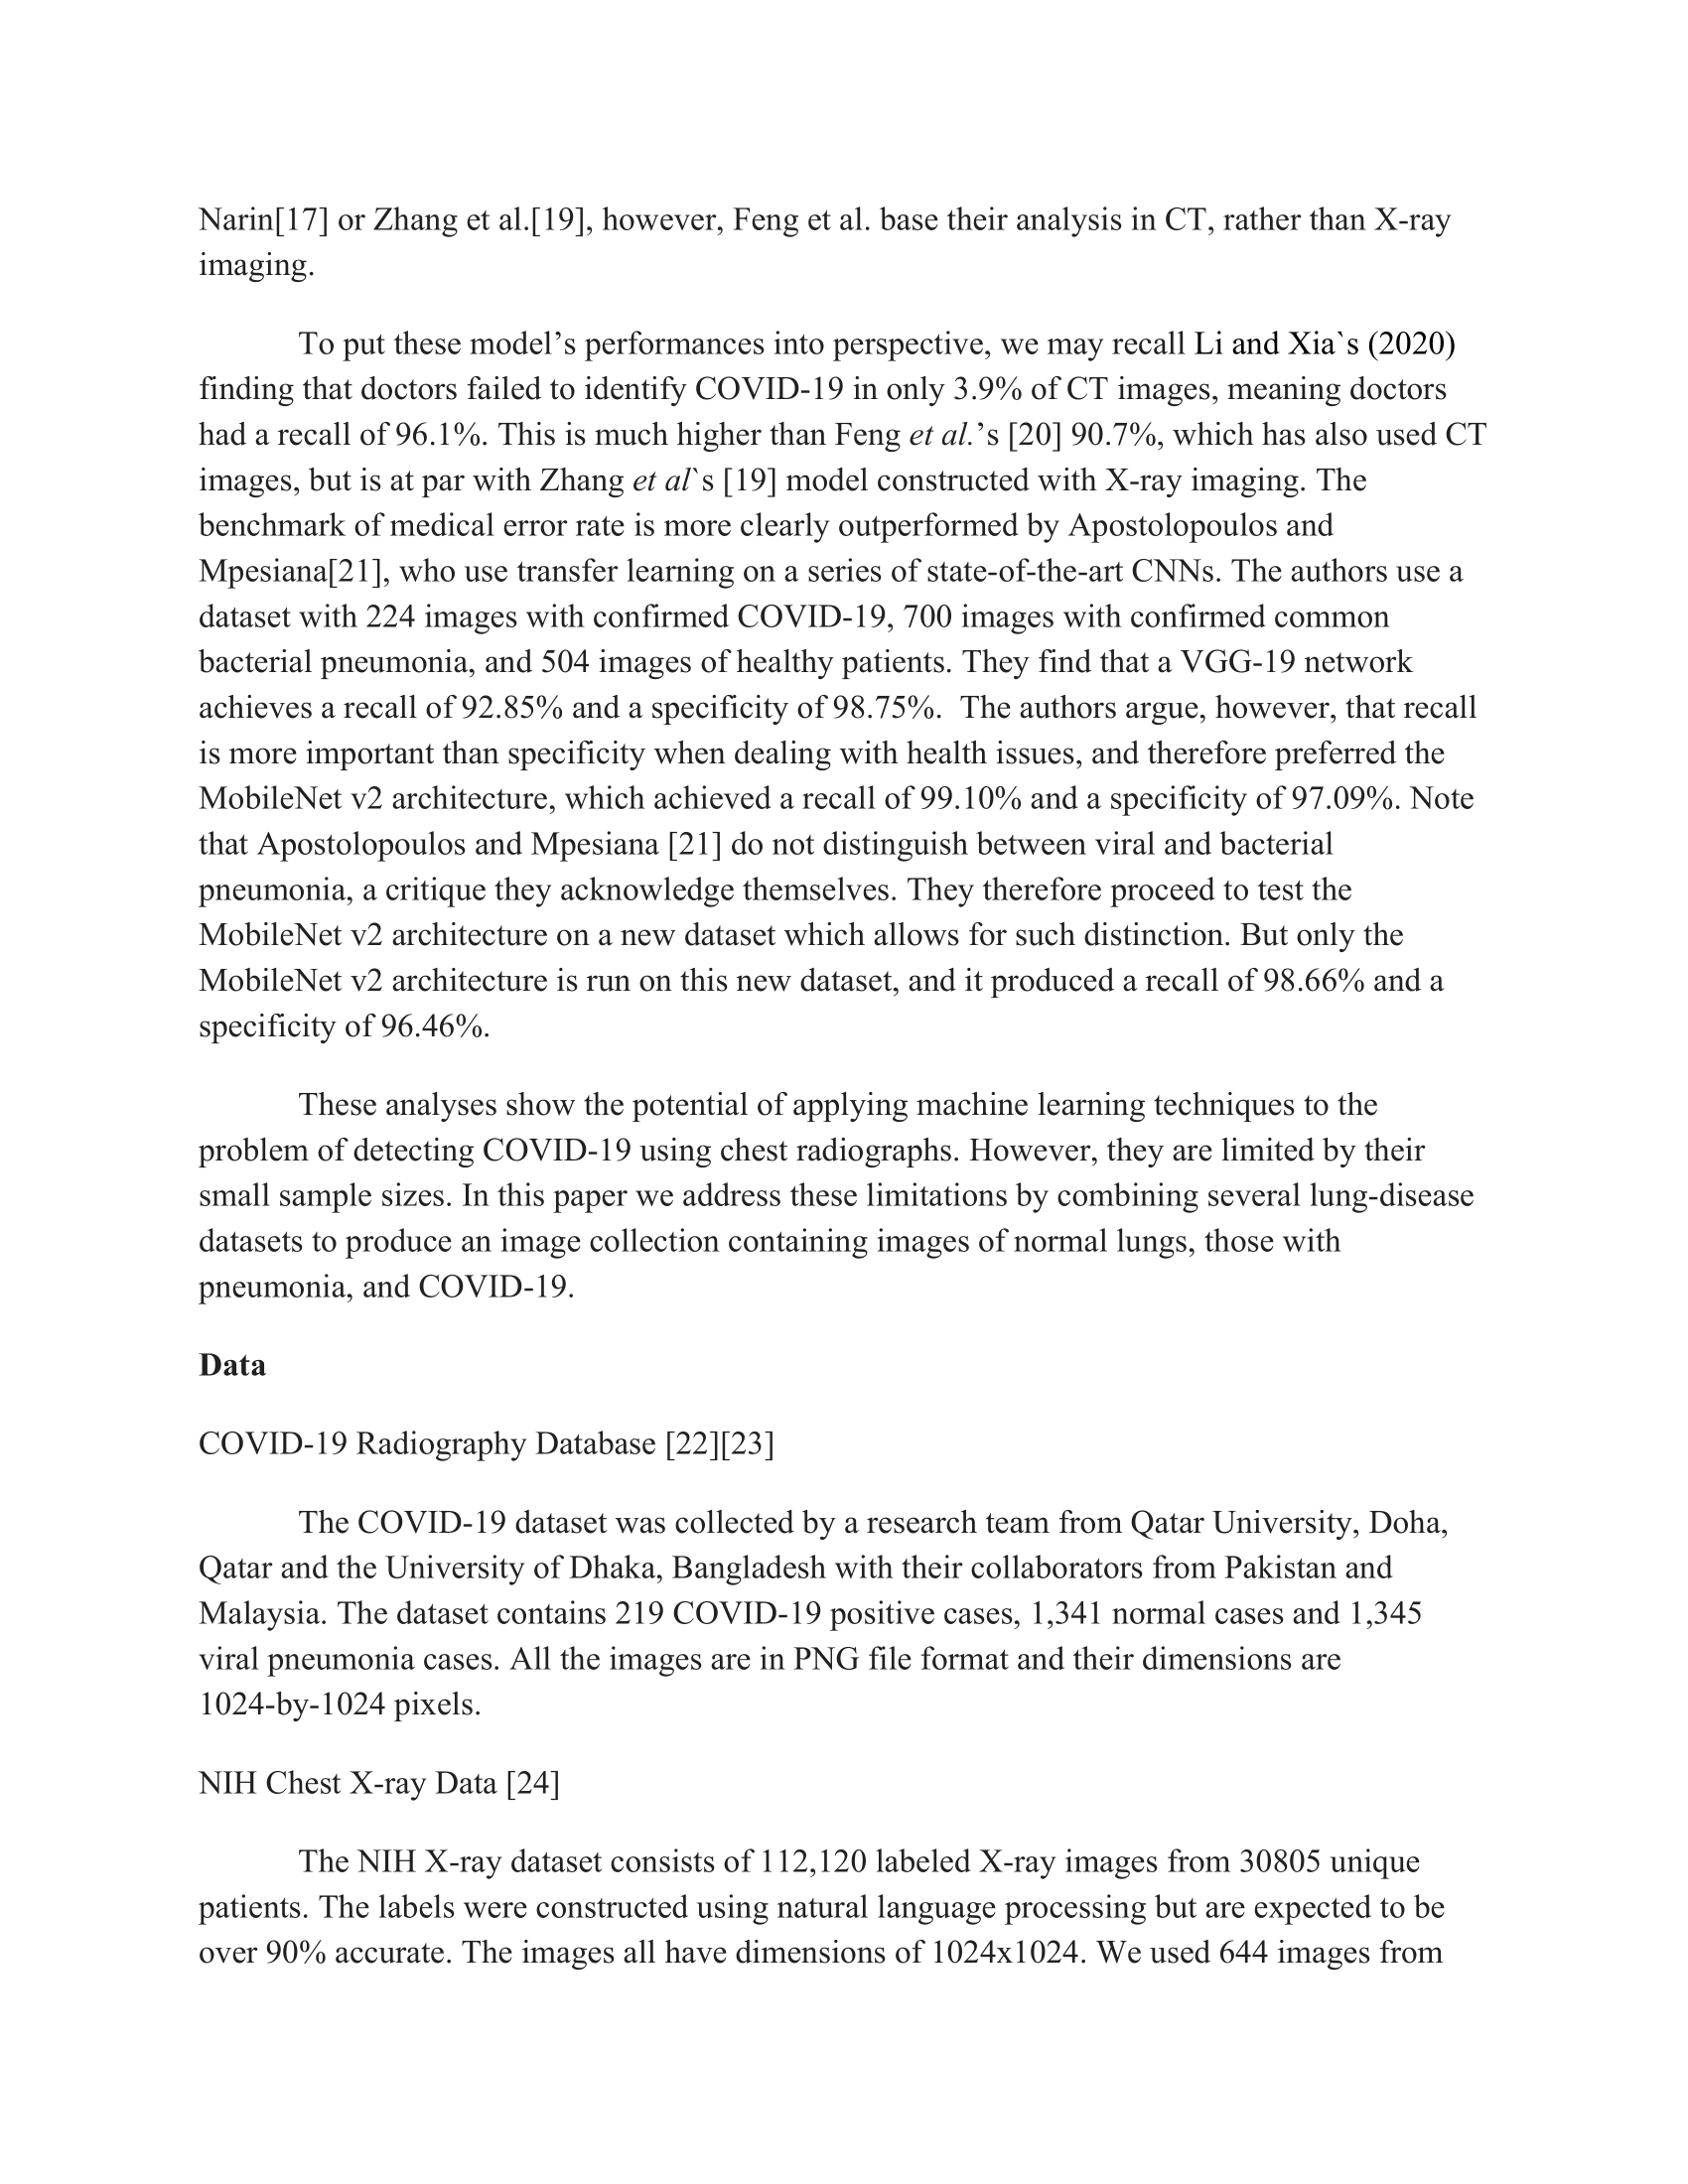 Narin[17] or Zhang et al.[19], however, Feng et al. base their analysis in CT, rather than X-ray
imaging.
To put these model’s performances into perspective, we may recall Li and Xia`s (2020)
finding that doctors failed to identify COVID-19 in only 3.9% of CT images, meaning doctors
had a recall of 96.1%. This is much higher than Feng et al.’s [20] 90.7%, which has also used CT
images, but is at par with Zhang et al`s [19] model constructed with X-ray imaging. The
benchmark of medical error rate is more clearly outperformed by Apostolopoulos and
Mpesiana[21], who use transfer learning on a series of state-of-the-art CNNs. The authors use a
dataset with 224 images with confirmed COVID-19, 700 images with confirmed common
bacterial pneumonia, and 504 images of healthy patients. They find that a VGG-19 network
achieves a recall of 92.85% and a specificity of 98.75%.  The authors argue, however, that recall
is more important than specificity when dealing with health issues, and therefore preferred the
MobileNet v2 architecture, which achieved a recall of 99.10% and a specificity of 97.09%. Note
that Apostolopoulos and Mpesiana [21] do not distinguish between viral and bacterial
pneumonia, a critique they acknowledge themselves. They therefore proceed to test the
MobileNet v2 architecture on a new dataset which allows for such distinction. But only the
MobileNet v2 architecture is run on this new dataset, and it produced a recall of 98.66% and a
specificity of 96.46%.
These analyses show the potential of applying machine learning techniques to the
problem of detecting COVID-19 using chest radiographs. However, they are limited by their
small sample sizes. In this paper we address these limitations by combining several lung-disease
datasets to produce an image collection containing images of normal lungs, those with
pneumonia, and COVID-19.
Data
COVID-19 Radiography Database [22][23]
The COVID-19 dataset was collected by a research team from Qatar University, Doha,
Qatar and the University of Dhaka, Bangladesh with their collaborators from Pakistan and
Malaysia. The dataset contains 219 COVID-19 positive cases, 1,341 normal cases and 1,345
viral pneumonia cases. All the images are in PNG file format and their dimensions are
1024-by-1024 pixels.
NIH Chest X-ray Data [24]
The NIH X-ray dataset consists of 112,120 labeled X-ray images from 30805 unique
patients. The labels were constructed using natural language processing but are expected to be
over 90% accurate. The images all have dimensions of 1024x1024. We used 644 images from